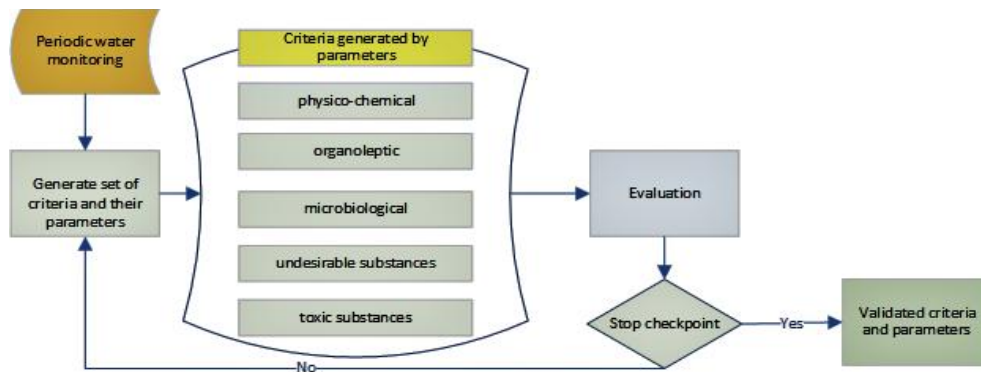 Periodic water
monitoring
Criteria generated by
parameters
physico-chemical
organoleptic
microbiological
undesirable substances
toxic substances
Generate set of
criteria and their
parameters
Evaluation
Stop checkpoint
Yes
Validated criteria
and parameters
No